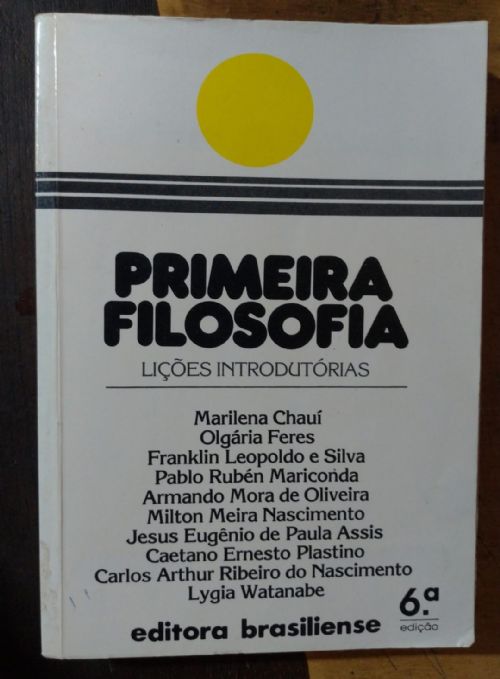 PRIMEIRA
FILOSOFIA
LIÇÕES INTRODUTÓRIAS
Marilena Chauí
Olgária Feres
Franklin Leopoldo e Silva
Pablo Rubén Mariconda
Armando Mora de Oliveira
Milton Meira Nascimento
Jesus Eugênio de Paula Assis
Caetano Ernesto Plastino
Carlos Arthur Ribeiro do Nascimento
Lygia Watanabe
6.ª
edição
editora brasiliense